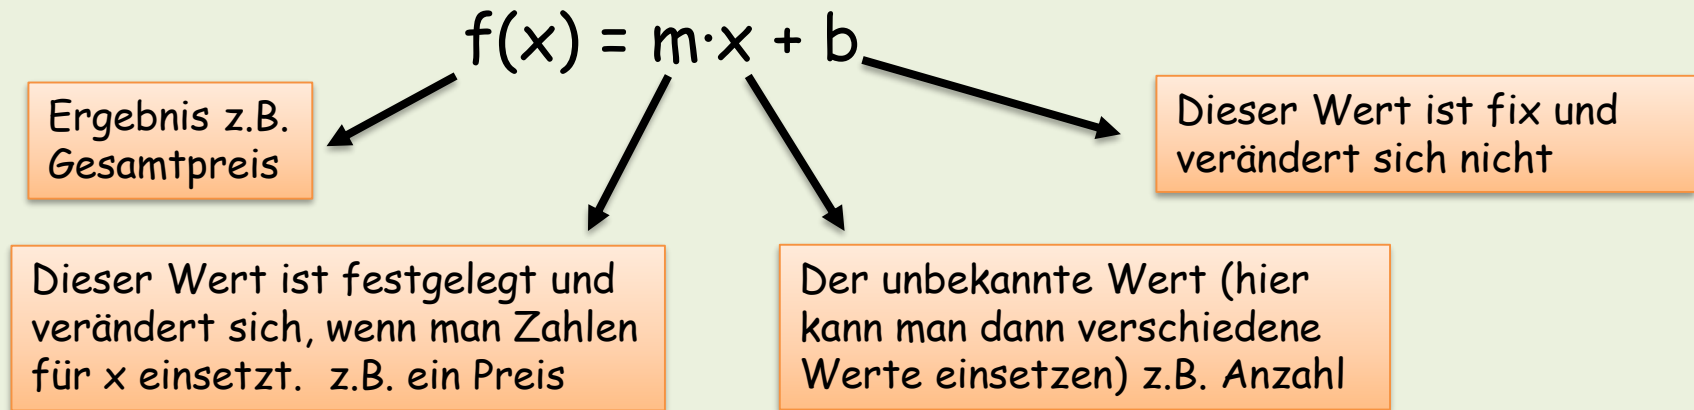 f(x) = m·x + b
Ergebnis z.B.
Gesamtpreis
Dieser Wert ist fix und
verändert sich nicht
Dieser Wert ist festgelegt und
verändert sich, wenn man Zahlen
für x einsetzt. z.B. ein Preis
Der unbekannte Wert (hier
kann man dann verschiedene
Werte einsetzen) z.B. Anzahl